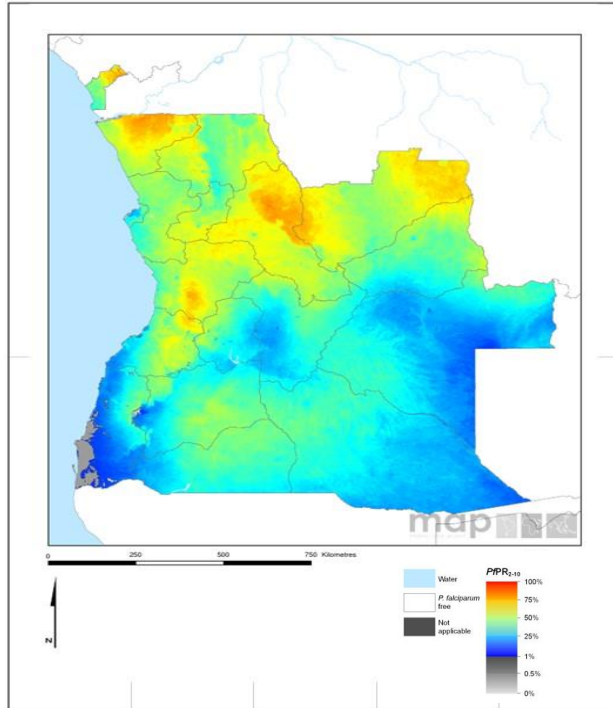 map
0 250 500 750 Kilometres
N
Water
P. falciparum
free
Not
applicable
PfPR2-10
100%
75%
50%
25%
1%
0.5%
0%